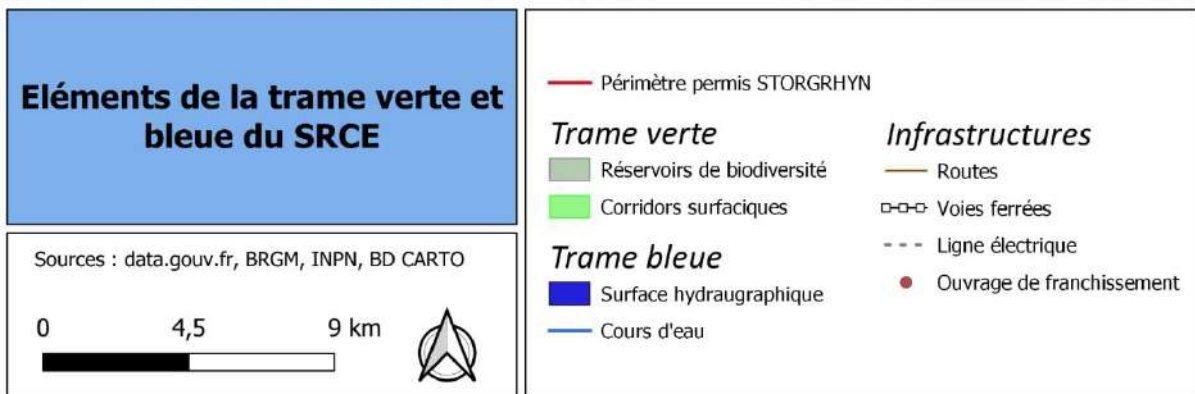 Eléments de la trame verte et
bleue du SRCE
Sources : data.gouv.fr, BRGM, INPN, BD CARTO
0 4,5 9 km
Périmètre permis STORGRHYN
Trame verte
Réservoirs de biodiversité
Corridors surfaciques
Trame bleue
Surface hydraugraphique
Cours d'eau
Infrastructures
Routes
Voies ferrées
Ligne électrique
Ouvrage de franchissement